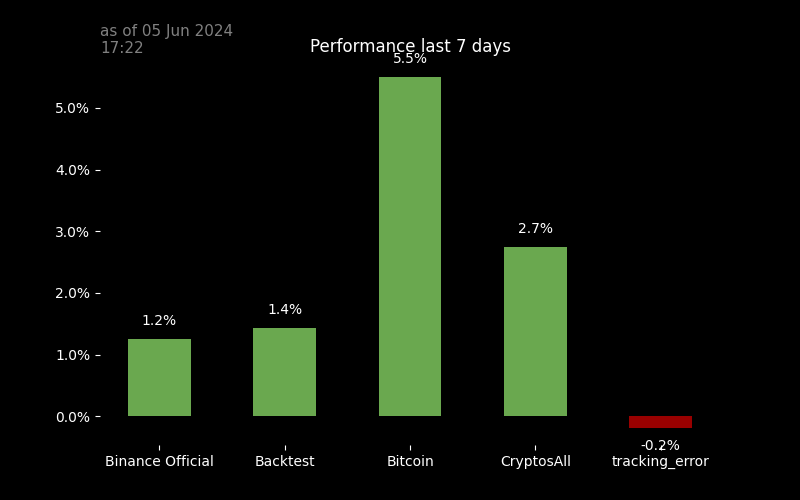 as of 05 Jun 2024
17:22
Performance last 7 days
5.5%
5.0%
4.0%
3.0%
2.7%
2.0%
1.4%
1.2%
1.0%
0.0%
-0.2%
Binance Official
Backtest
Bitcoin
CryptosAll
tracking_error